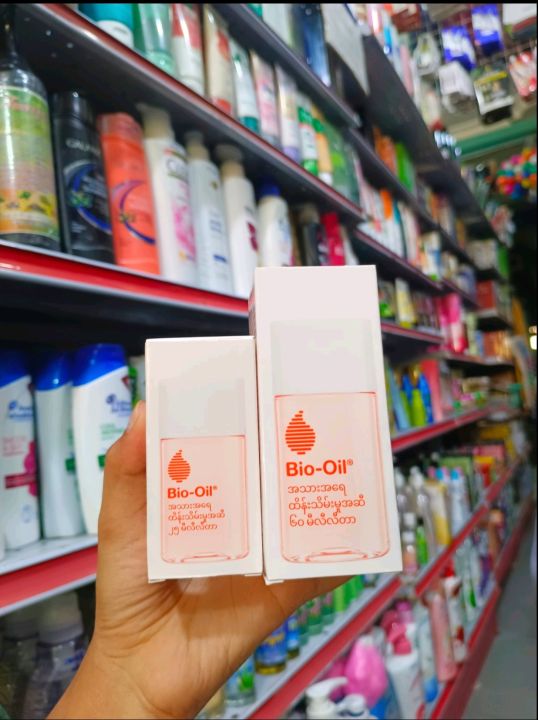 Bio-Oil®
အသားအရေ
ထိန်းသိမ်းမှုအဆီ
၂၅ မီလီလီတာ
Bio-Oil®
အသားအရေ
ထိန်းသိမ်းမှုအဆီ
၆၀ မီလီလီတာ